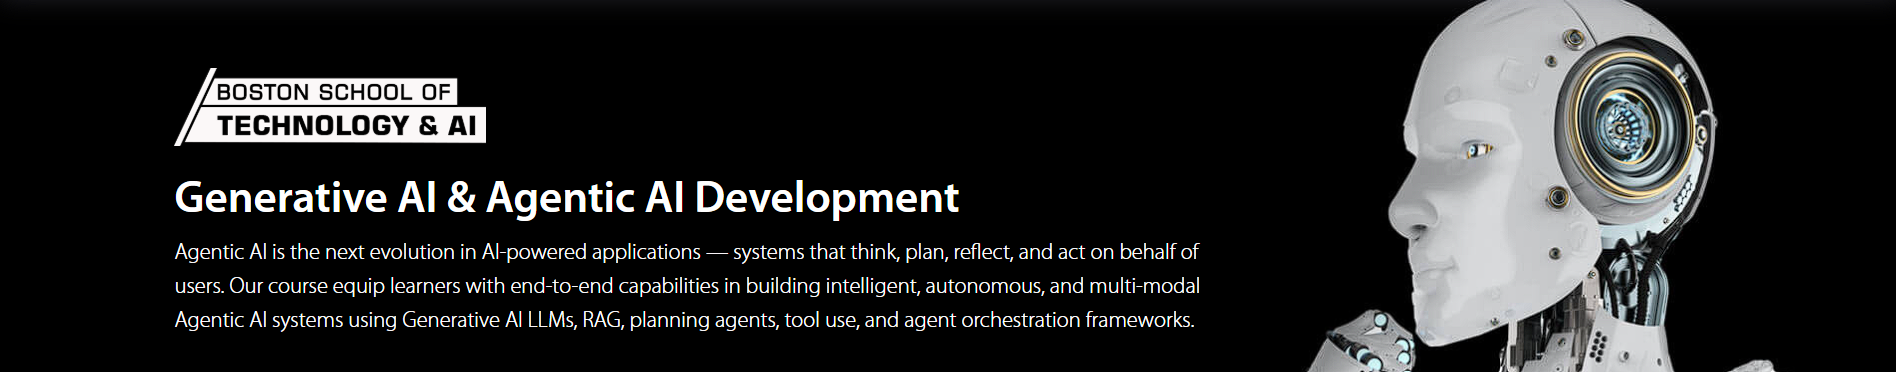 BOSTON SCHOOL OF
TECHNOLOGY & AI
Generative AI & Agentic AI Development
Agentic AI is the next evolution in AI-powered applications — systems that think, plan, reflect, and act on behalf of
users. Our course equip learners with end-to-end capabilities in building intelligent, autonomous, and multi-modal
Agentic AI systems using Generative AI LLMs, RAG, planning agents, tool use, and agent orchestration frameworks.